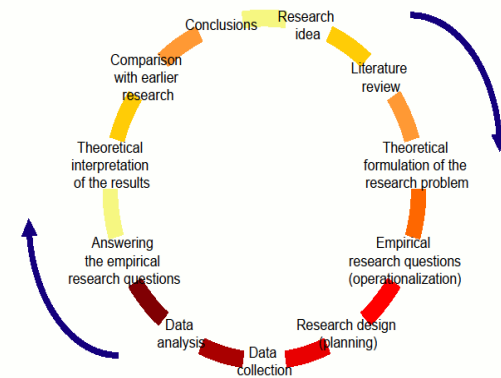 Research
idea
Literature
review
Theoretical
formulation of the
research problem
Empirical
research questions
(operationalization)
Research design
(planning)
Data
collection
Data
analysis
Answering
the empirical
research questions
Theoretical
interpretation
of the results
Comparison
with earlier
research
Conclusions